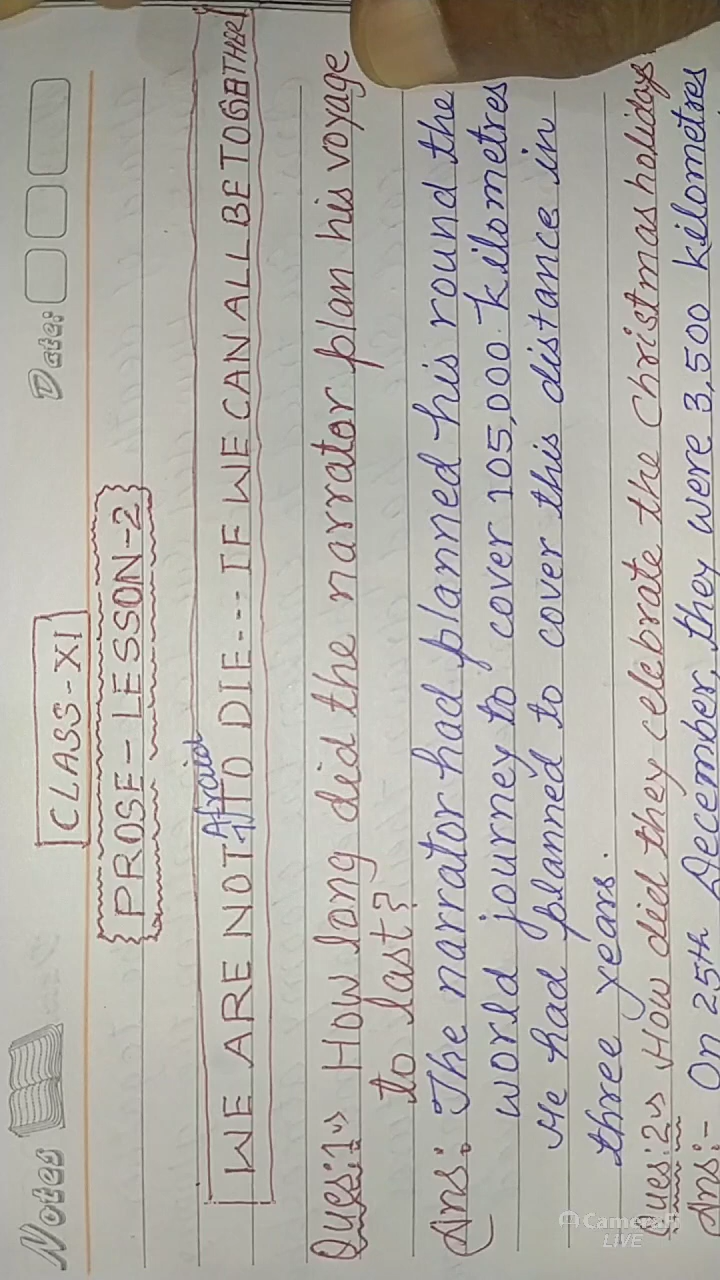 Notes
Date:
CLASS-XI
PROSE-LESSON-2
Afraid
WE ARE NOT TO DIE--- IF WE CAN ALL BE TOGATHER
Ques:1 How long did the narrator plan his voyage
to last?
Ans: The narrator had planned his round the
world journey to cover 105,000 kilometres
He had planned to cover this distance in
three years.
Ques:2 How did they celebrate the Christmas holidays
Ans:- On 25th December, they were 3,500 kilometres
CameraFi
LIVE